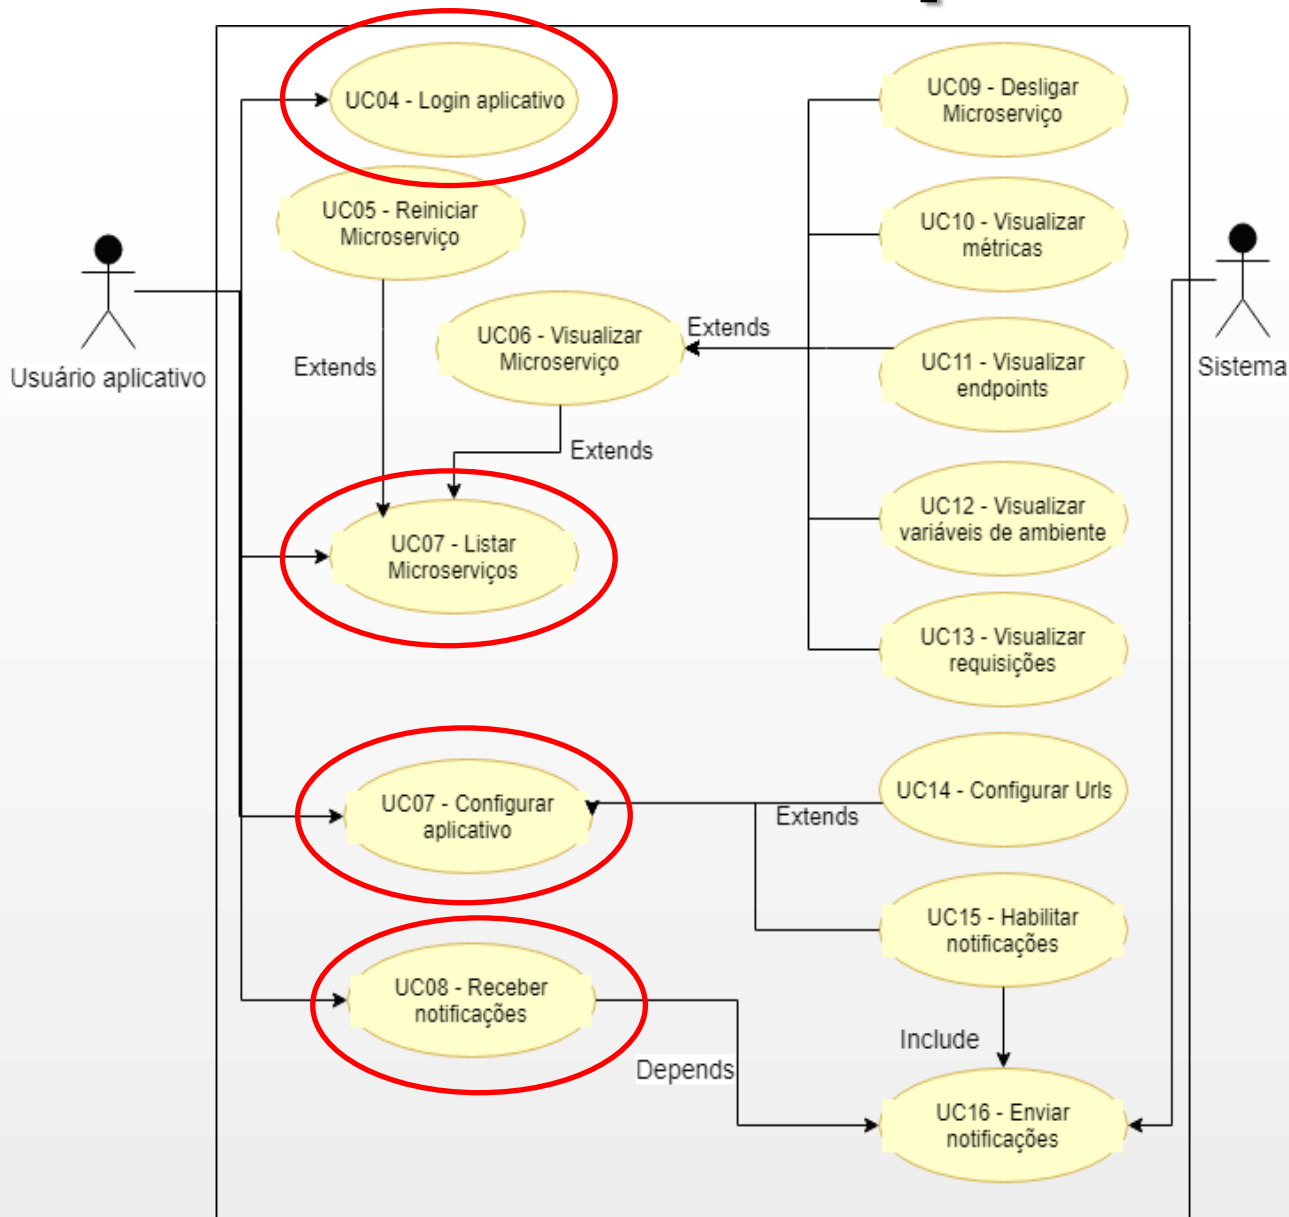 UC04 - Login aplicativo
UC05 - Reiniciar
Microserviço
UC06 - Visualizar
Microserviço
Extends
Extends
Extends
UC07 - Listar
Microserviços
UC07 - Configurar
aplicativo
UC08 - Receber
notificações
Usuário aplicativo
UC09 - Desligar
Microserviço
UC10 - Visualizar
métricas
UC11 - Visualizar
endpoints
UC12 - Visualizar
variáveis de ambiente
UC13 - Visualizar
requisições
UC14 - Configurar Urls
Extends
UC15 - Habilitar
notificações
Include
Depends
UC16 - Enviar
notificações
Sistema